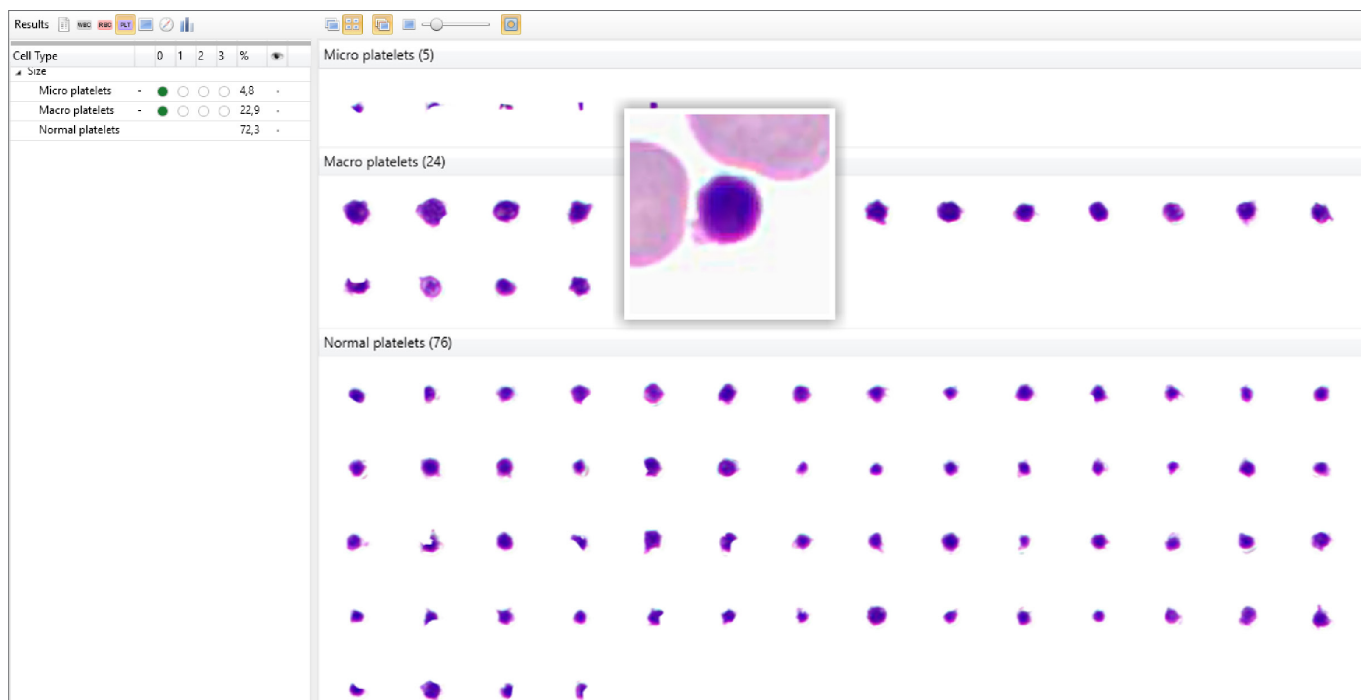 Results WBC RBC PLT
Cell Type 0 1 2 3 %
Size
Micro platelets - 4,8 -
Macro platelets - 22,9 -
Normal platelets 72,3 -
Micro platelets (5)
Macro platelets (24)
Normal platelets (76)